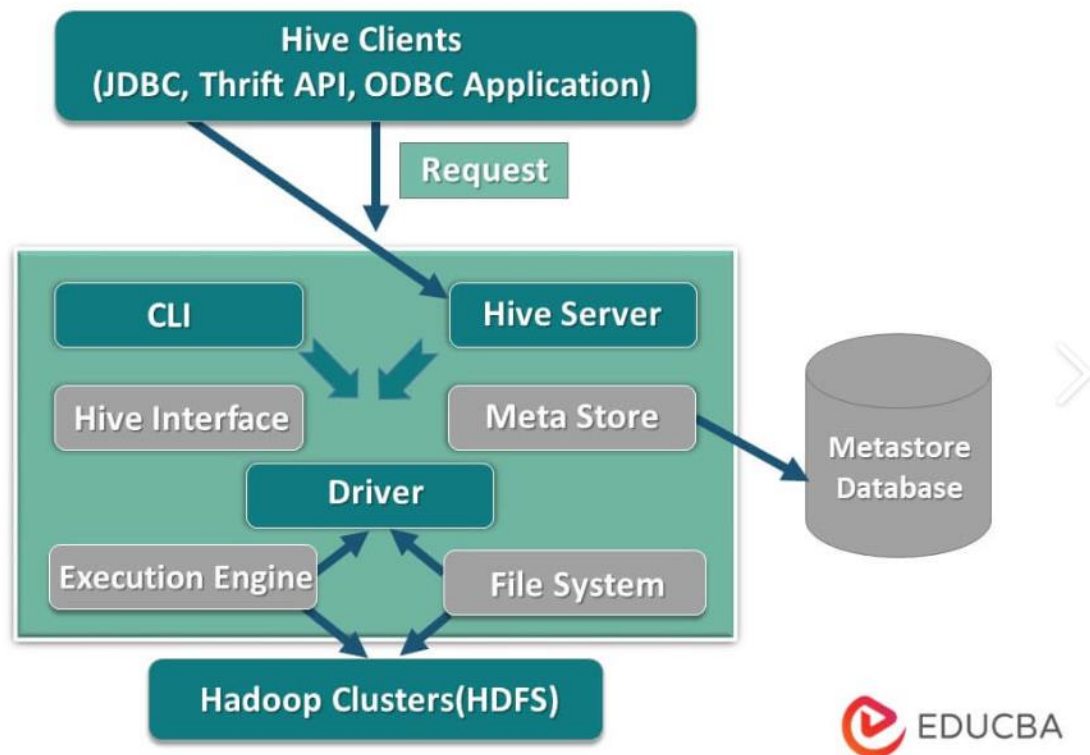 Hive Clients
(JDBC, Thrift API, ODBC Application)
Request
CLI
Hive Server
Hive Interface
Meta Store
Metastore
Database
Driver
Execution Engine
File System
Hadoop Clusters(HDFS)
EDUCBA